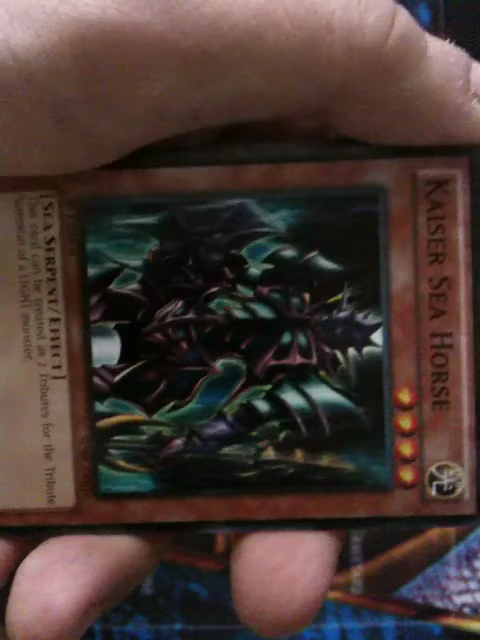 KAISER SEA HORSE
光
[SEA SERPENT/EFFECT]
This card can be treated as 2 Tributes for the Tribute
Summon of a LIGHT monster.